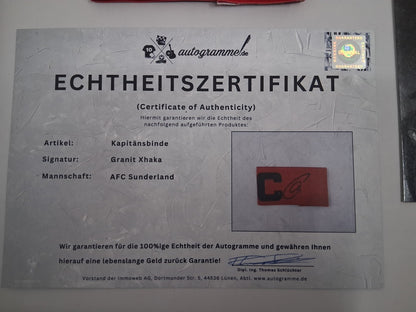 10
autogramme.de
ECHTHEITSZERTIFIKAT
(Certificate of Authenticity)
Hiermit garantieren wir die Echtheit des
nachfolgend aufgeführten Produktes:
Artikel: Kapitänsbinde
Signatur: Granit Xhaka
Mannschaft: AFC Sunderland
C
Wir garantieren für die 100%ige Echtheit der Autogramme und gewähren Ihnen
hierauf eine lebenslange Geld zurück Garantie!
Dipl. Ing. Thomas Schlüchter
Vorstand der Immoweb AG, Dortmunder Str. 5, 44536 Lünen, Abtl. www.autogramme.de